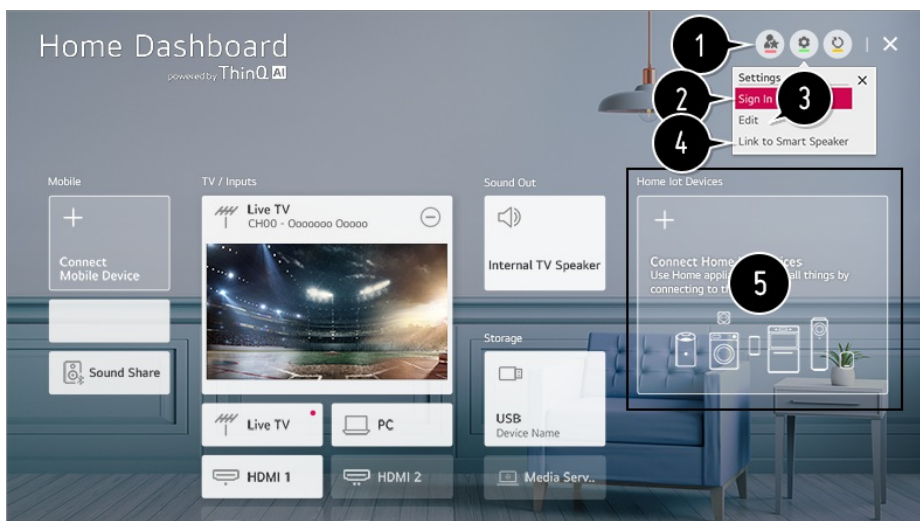 Home Dashboard
powered by ThinQ AI
1
Settings
2
Sign In
3
Edit
4
Link to Smart Speaker
Mobile
Connect
Mobile Device
Sound Share
TV / Inputs
Live TV
CH00 - Ooooooo Ooooo
Live TV
PC
HDMI 1
HDMI 2
Sound Out
Internal TV Speaker
Storage
USB
Device Name
Media Serv..
Home Iot Devices
Connect Home
Use Home all things by
connecting to
5